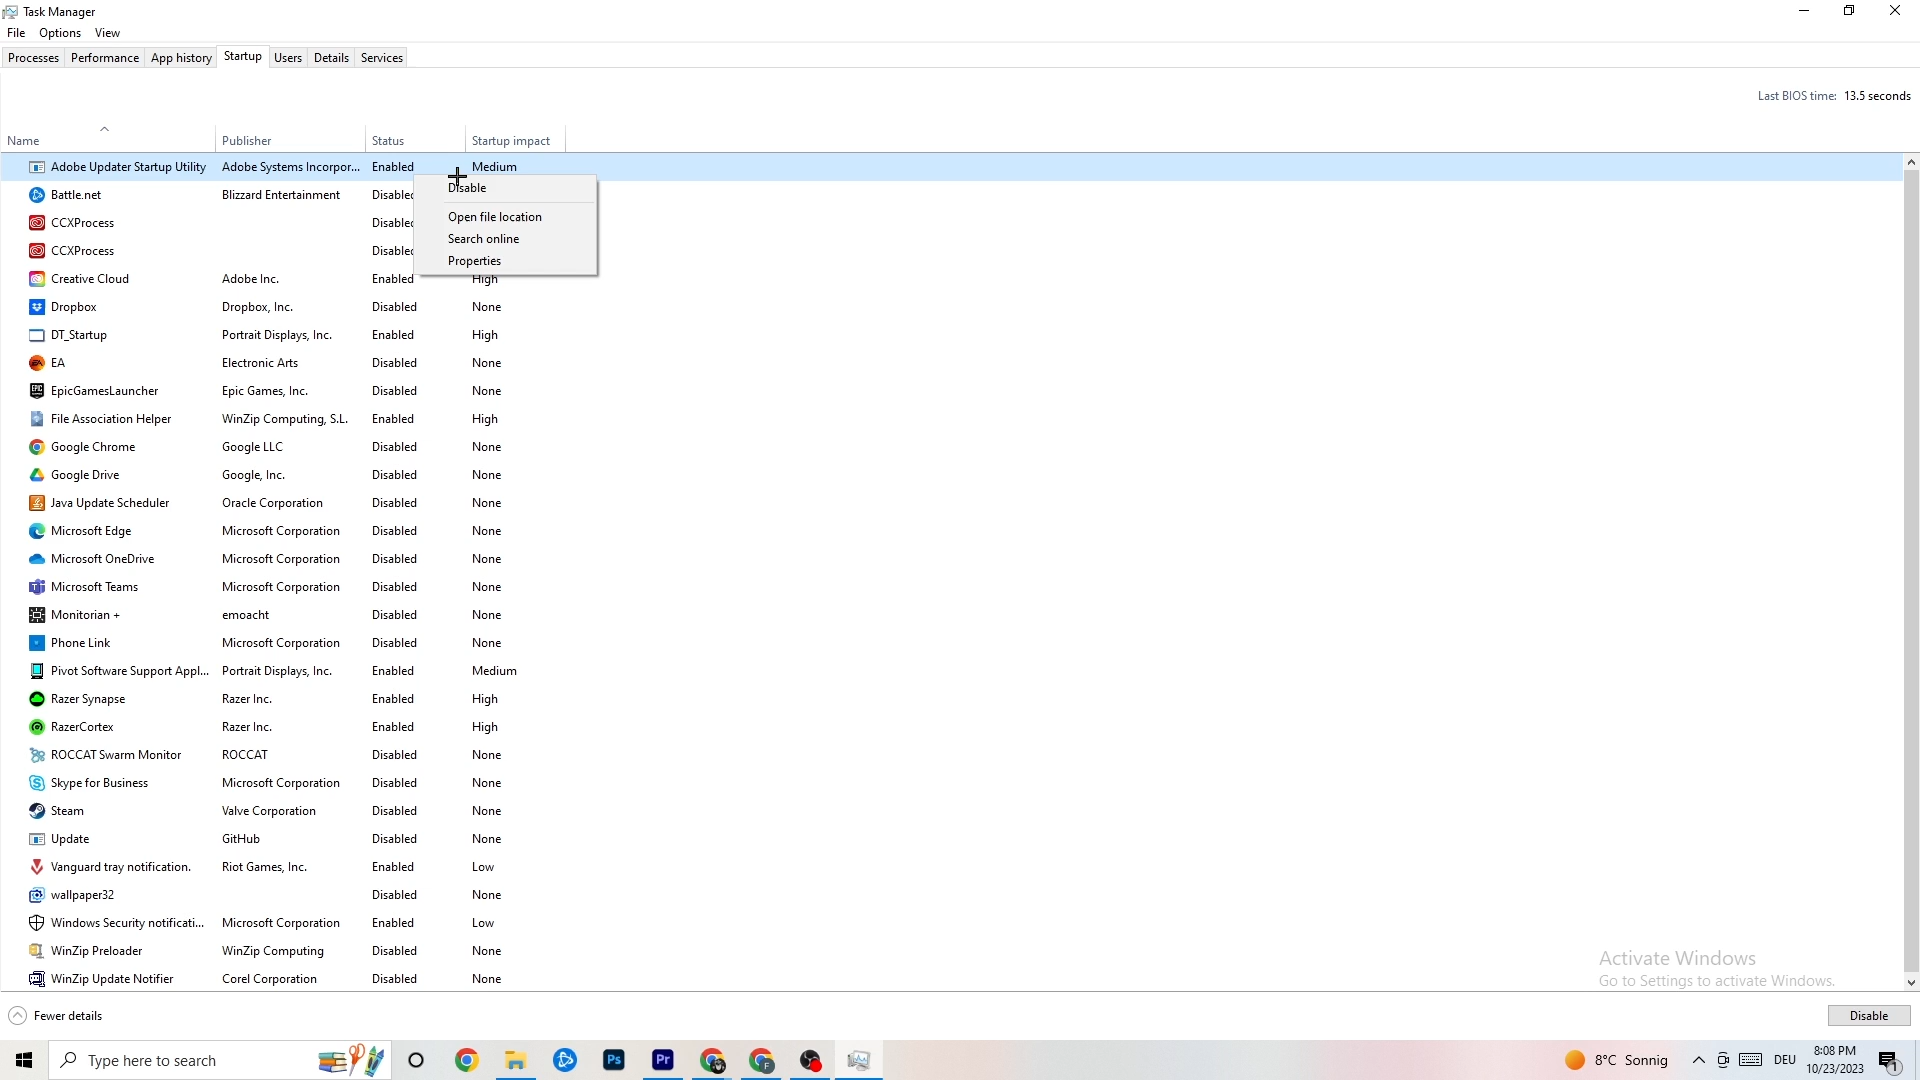 Task Manager
File Options View
Processes Performance App history Startup Users Details Services
Last BIOS time: 13.5 seconds
Name Publisher Status Startup impact
Adobe Updater Startup Utility Adobe Systems Incorpor... Enabled Medium
Disable
Battle.net Blizzard Entertainment
CCXProcess
Open file location
Search online
CCXProcess
Properties
Creative Cloud Adobe Inc. Enabled High
Dropbox Dropbox, Inc. Disabled None
DT_Startup Portrait Displays, Inc. Enabled High
EA Electronic Arts Disabled None
EpicGamesLauncher Epic Games, Inc. Disabled None
File Association Helper WinZip Computing, S.L. Enabled High
Google Chrome Google LLC Disabled None
Google Drive Google, Inc. Disabled None
Java Update Scheduler Oracle Corporation Disabled None
Microsoft Edge Microsoft Corporation Disabled None
Microsoft OneDrive Microsoft Corporation Disabled None
Microsoft Teams Microsoft Corporation Disabled None
Monitorian + emoacht Disabled None
Phone Link Microsoft Corporation Disabled None
Pivot Software Support Appl... Portrait Displays, Inc. Enabled Medium
Razer Synapse Razer Inc. Enabled High
RazerCortex Razer Inc. Enabled High
ROCCAT Swarm Monitor ROCCAT Disabled None
Skype for Business Microsoft Corporation Disabled None
Steam Valve Corporation Disabled None
Update GitHub Disabled None
Vanguard tray notification. Riot Games, Inc. Enabled Low
wallpaper32 Disabled None
Windows Security notificati... Microsoft Corporation Enabled Low
WinZip Preloader WinZip Computing Disabled None
WinZip Update Notifier Corel Corporation Disabled None
Activate Windows
Go to Settings to activate Windows.
Fewer details Disable
Type here to search Ps Pr F 8°C Sonnig DEU 8:08 PM
10/23/2023 1